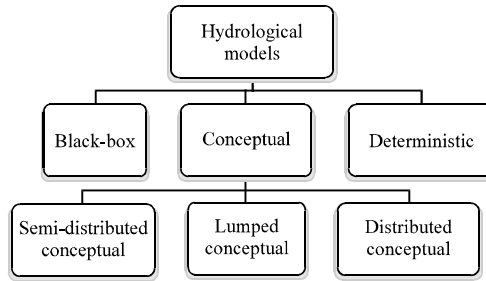 Hydrological
models
Black-box
Conceptual
Deterministic
Semi-distributed
conceptual
Lumped
conceptual
Distributed
conceptual